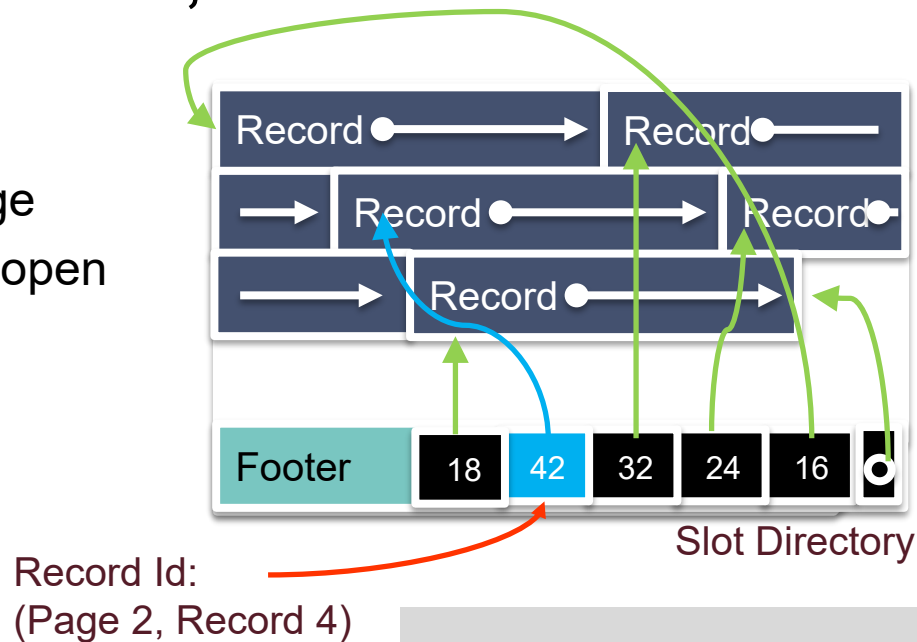 ge
open
Record Record
Record Record
Record
Footer 18 42 32 24 16
Slot Directory
Record Id:
(Page 2, Record 4)